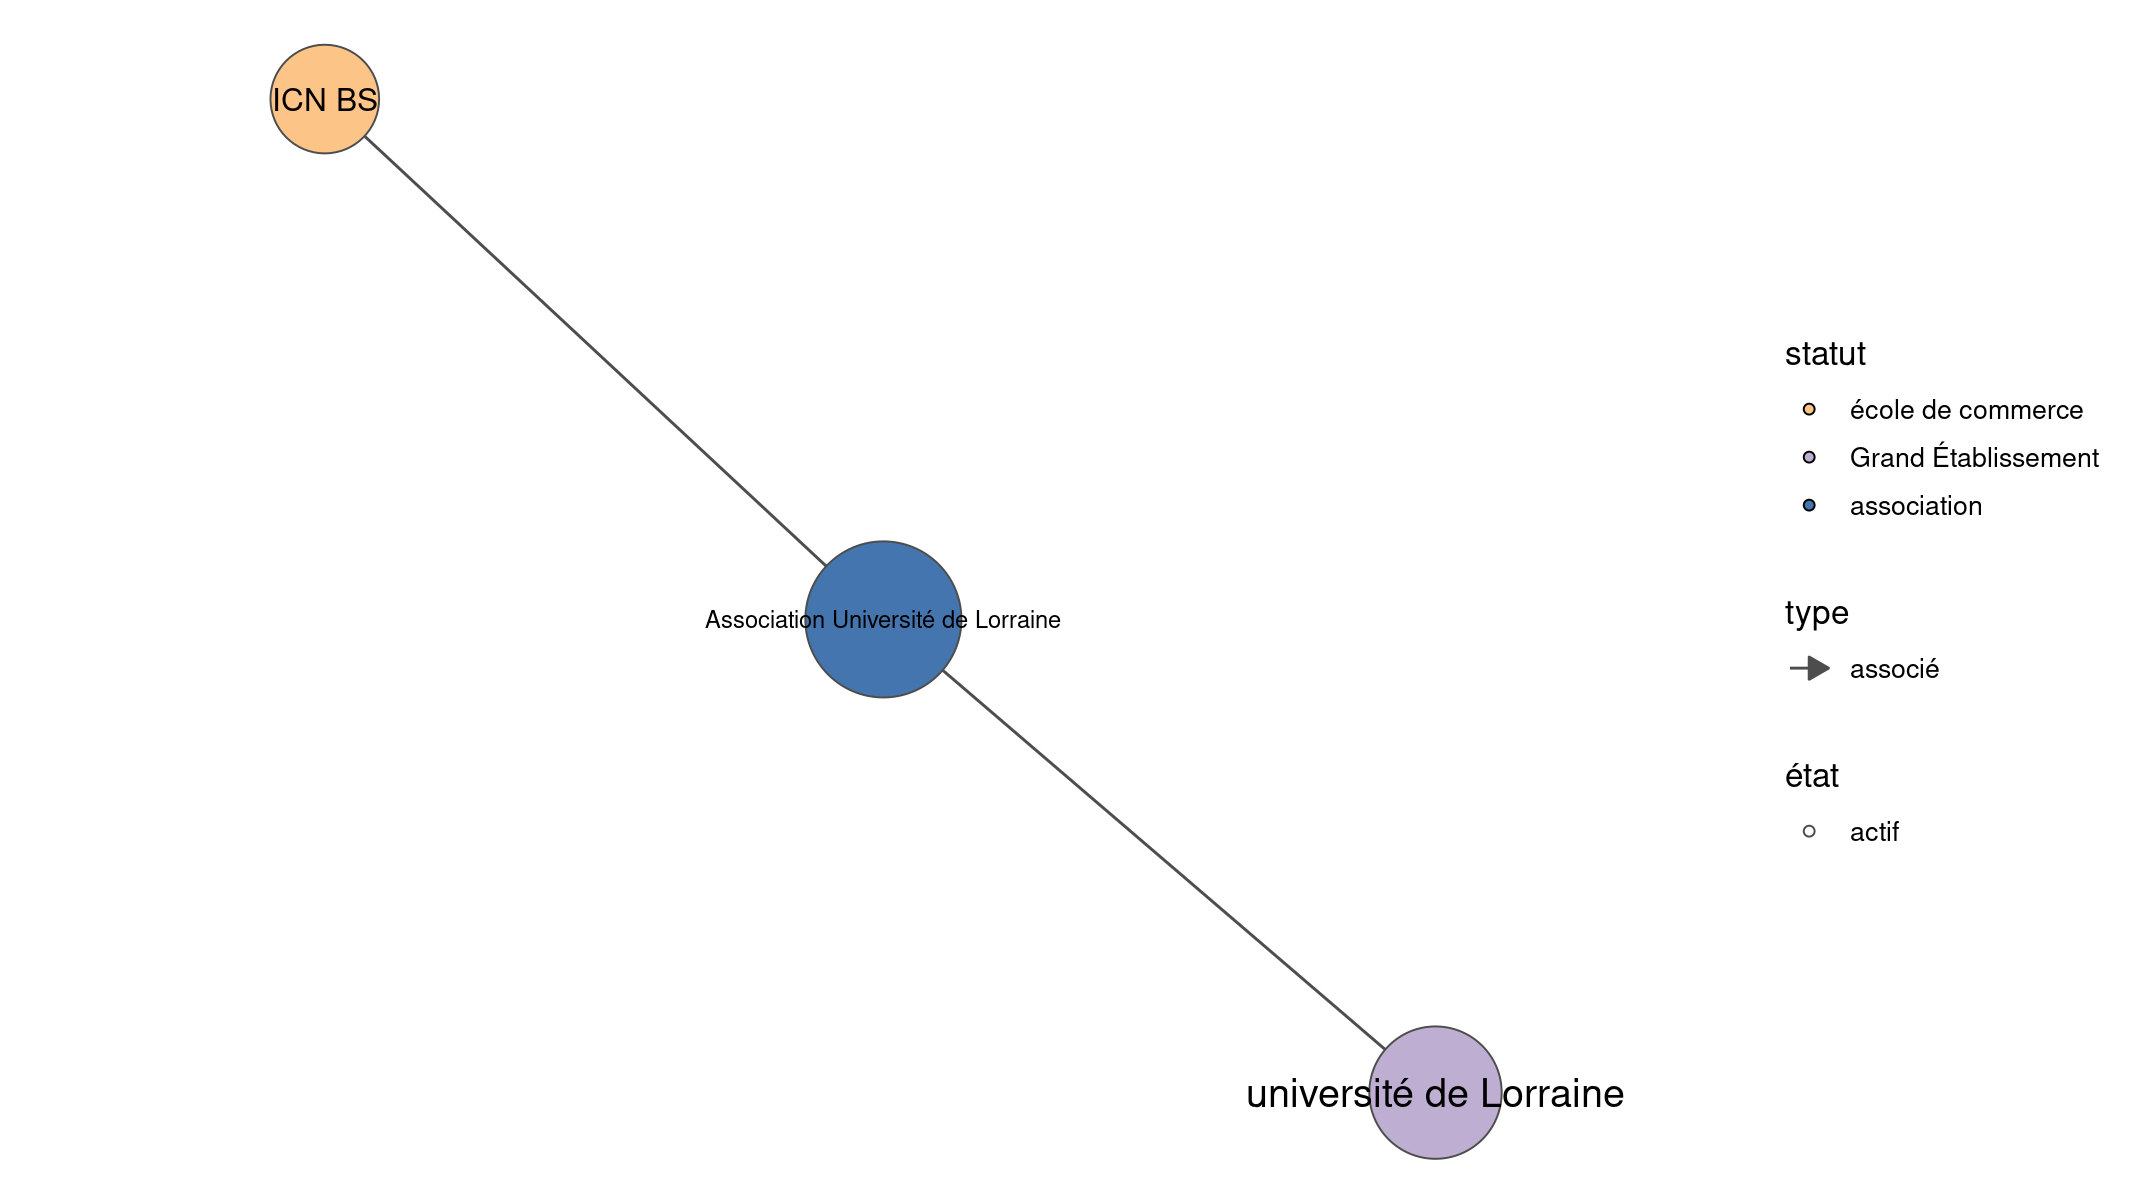 ICN BS
Association Université de Lorraine
université de Lorraine
statut
école de commerce
Grand Établissement
association
type
associé
état
actif